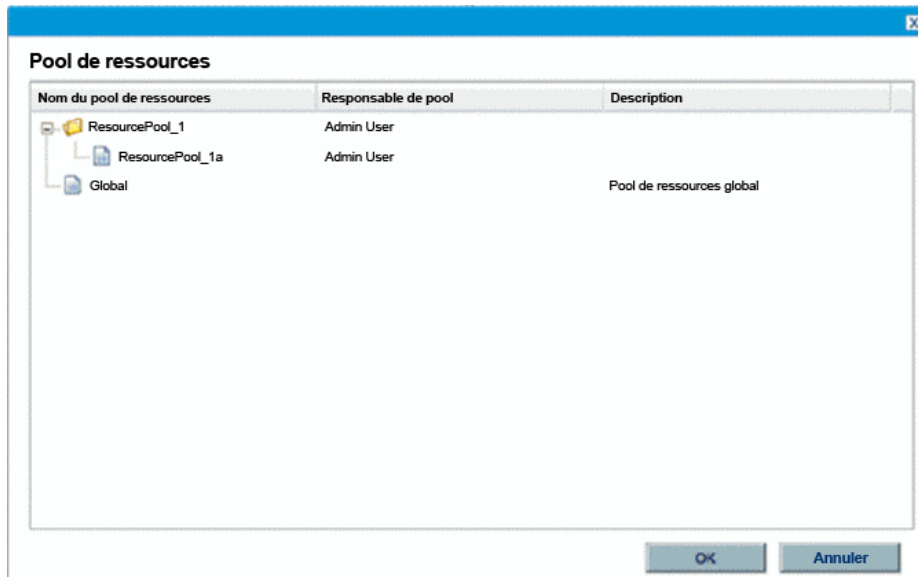 Pool de ressources
Nom du pool de ressources Responsable de pool Description
ResourcePool_1 Admin User
ResourcePool_1a Admin User
Global Pool de ressources global
OK Annuler